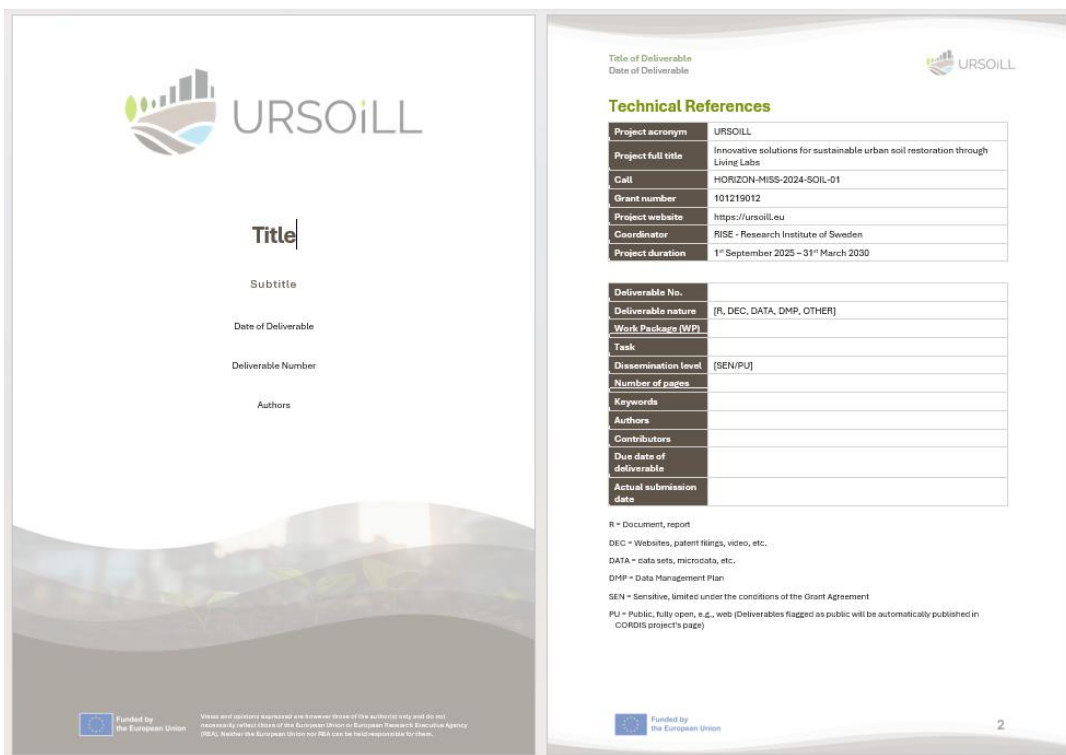 URSOiLL
Title
Subtitle
Date of Deliverable
Deliverable Number
Authors
Funded by
the European Union
Views and opinions expressed are however those of the author(s) only and do not
necessarily reflect those of the European Union or European Research Executive Agency
(REA). Neither the European Union nor REA can be held responsible for them.
Title of Deliverable
Date of Deliverable
URSOiLL
Technical References
Project acronym URSOILL
Project full title Innovative solutions for sustainable urban soil restoration through
Living Labs
Call HORIZON-MISS-2024-SOIL-01
Grant number 101219012
Project website https://ursoill.eu
Coordinator RISE - Research Institute of Sweden
Project duration 1st September 2025 – 31st March 2030
Deliverable No.
Deliverable nature [R, DEC, DATA, DMP, OTHER]
Work Package (WP)
Task
Dissemination level [SEN/PU]
Number of pages
Keywords
Authors
Contributors
Due date of
deliverable
Actual submission
date
R = Document, report
DEC = Websites, patent filings, video, etc.
DATA = data sets, microdata, etc.
DMP = Data Management Plan
SEN = Sensitive, limited under the conditions of the Grant Agreement
PU = Public, fully open, e.g., web (Deliverables flagged as public will be automatically published in
CORDIS project's page)
Funded by
the European Union
2